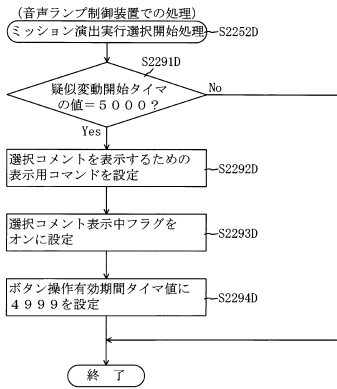 (音声ランプ制御装置での処理)
ミッション演出実行選択開始処理
S2252D
S2291D
疑似変動開始タイマ
の値=5000?
No
Yes
選択コメントを表示するための
表示用コマンドを設定
S2292D
選択コメント表示中フラグを
オンに設定
S2293D
ボタン操作有効期間タイマ値に
4999を設定
S2294D
終 了